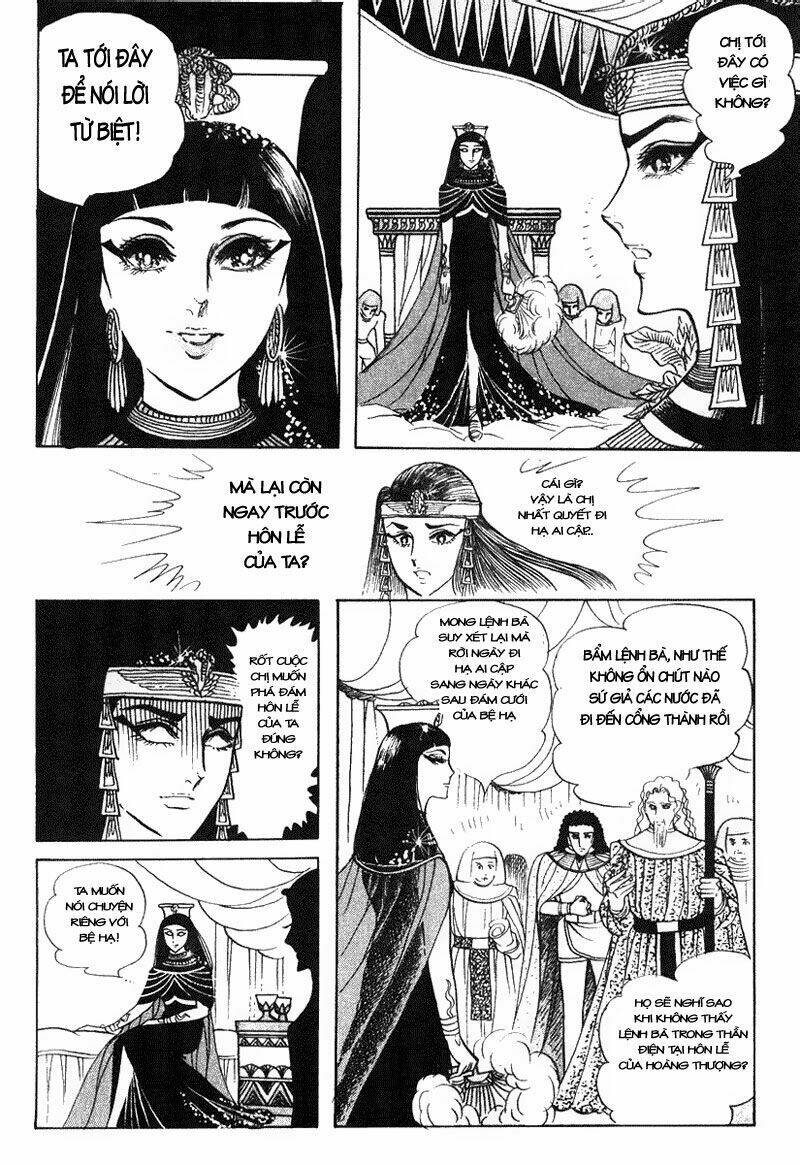 TA TỚI ĐÂY
ĐỂ NÓI LỜI
TỪ BIỆT!
CHỊ TỚI
ĐÂY CÓ
VIỆC GÌ
KHÔNG?
MÀ LẠI CÒN
NGAY TRƯỚC
HÔN LỄ
CỦA TA?
CÁI GÌ?
VẬY LÀ CHỊ
NHẤT QUYẾT ĐI
HẠ AI CẬP..
RỐT CUỘC
CHỊ MUỐN
PHÁ ĐÁM
HÔN LỄ
CỦA TA
ĐÚNG
KHÔNG?
MONG LỆNH BÀ
SUY XÉT LẠI MÀ
RỜI NGÀY ĐI
HẠ AI CẬP
SANG NGÀY KHÁC
SAU ĐÁM CƯỚI
CỦA BỆ HẠ
BẨM LỆNH BÀ, NHƯ THẾ
KHÔNG ỔN CHÚT NÀO
SỨ GIẢ CÁC NƯỚC ĐÃ
ĐI ĐẾN CỔNG THÀNH RỒI
TA MUỐN
NÓI CHUYỆN
RIÊNG VỚI
BỆ HẠ!
HỌ SẼ NGHĨ SAO
KHI KHÔNG THẤY
LỆNH BÀ TRONG THẦN
ĐIỆN TẠI HÔN LỄ
CỦA HOÀNG THƯỢNG?